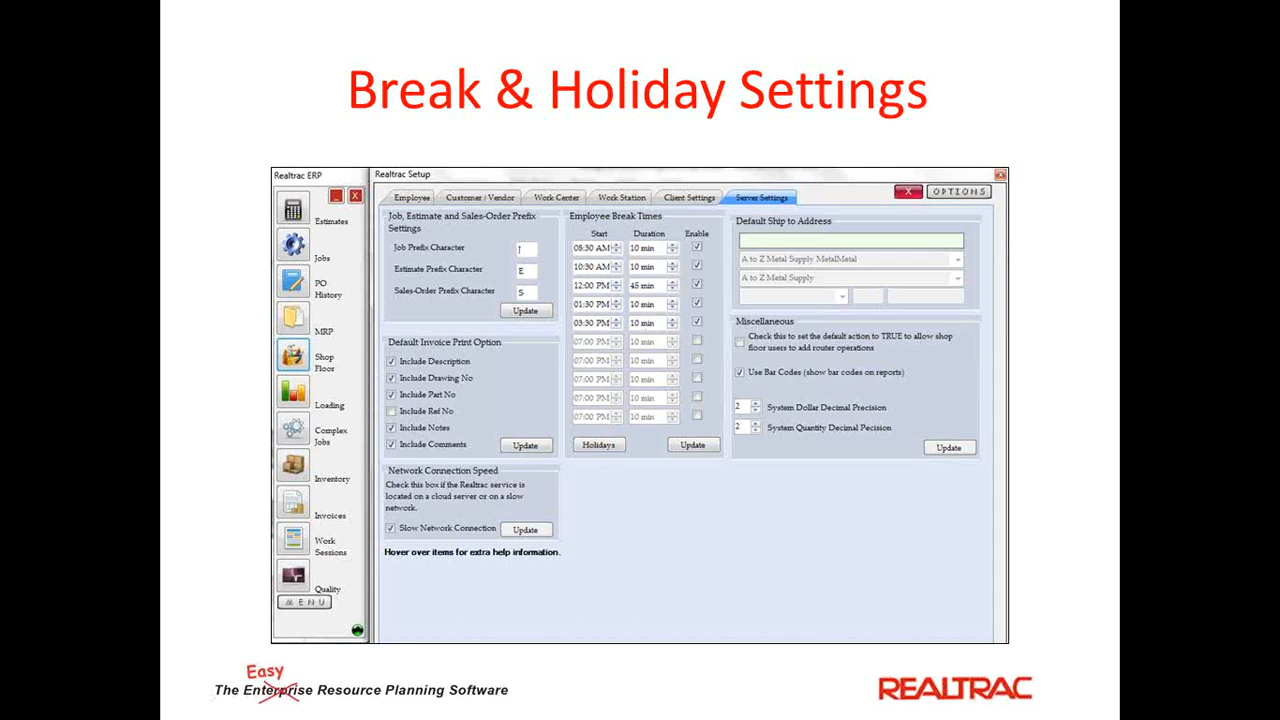 Break & Holiday Settings
Realtrac ERP
Estimates
Jobs
PO
History
MRP
Shop
Floor
Loading
Complex
Jobs
Inventory
Invoices
Work
Sessions
Quality
MENU
Realtrac Setup
Employee
Customer / Vendor
Work Center
Work Station
Client Settings
Server Settings
X
OPTIONS
Job, Estimate and Sales-Order Prefix
Settings
Job Prefix Character
J
Estimate Prefix Character
E
Sales-Order Prefix Character
S
Update
Default Invoice Print Option
Include Description
Include Drawing No
Include Part No
Include Ref No
Include Notes
Include Comments
Update
Network Connection Speed
Check this box if the Realtrac service is
located on a cloud server or on a slow
network.
Slow Network Connection
Update
Hover over items for extra help information.
Employee Break Times
Start Duration Enable
08:30 AM 10 min
10:30 AM 10 min
12:00 PM 45 min
01:30 PM 10 min
03:30 PM 10 min
07:00 PM 10 min
07:00 PM 10 min
07:00 PM 10 min
07:00 PM 10 min
07:00 PM 10 min
Holidays
Update
Default Ship to Address
A to Z Metal Supply MetalMetal
A to Z Metal Supply
Miscellaneous
Check this to set the default action to TRUE to allow shop
floor users to add router operations
Use Bar Codes (show bar codes on reports)
2 System Dollar Decimal Precision
2 System Quantity Decimal Precision
Update
Easy
The Enterprise Resource Planning Software
REALTRAC